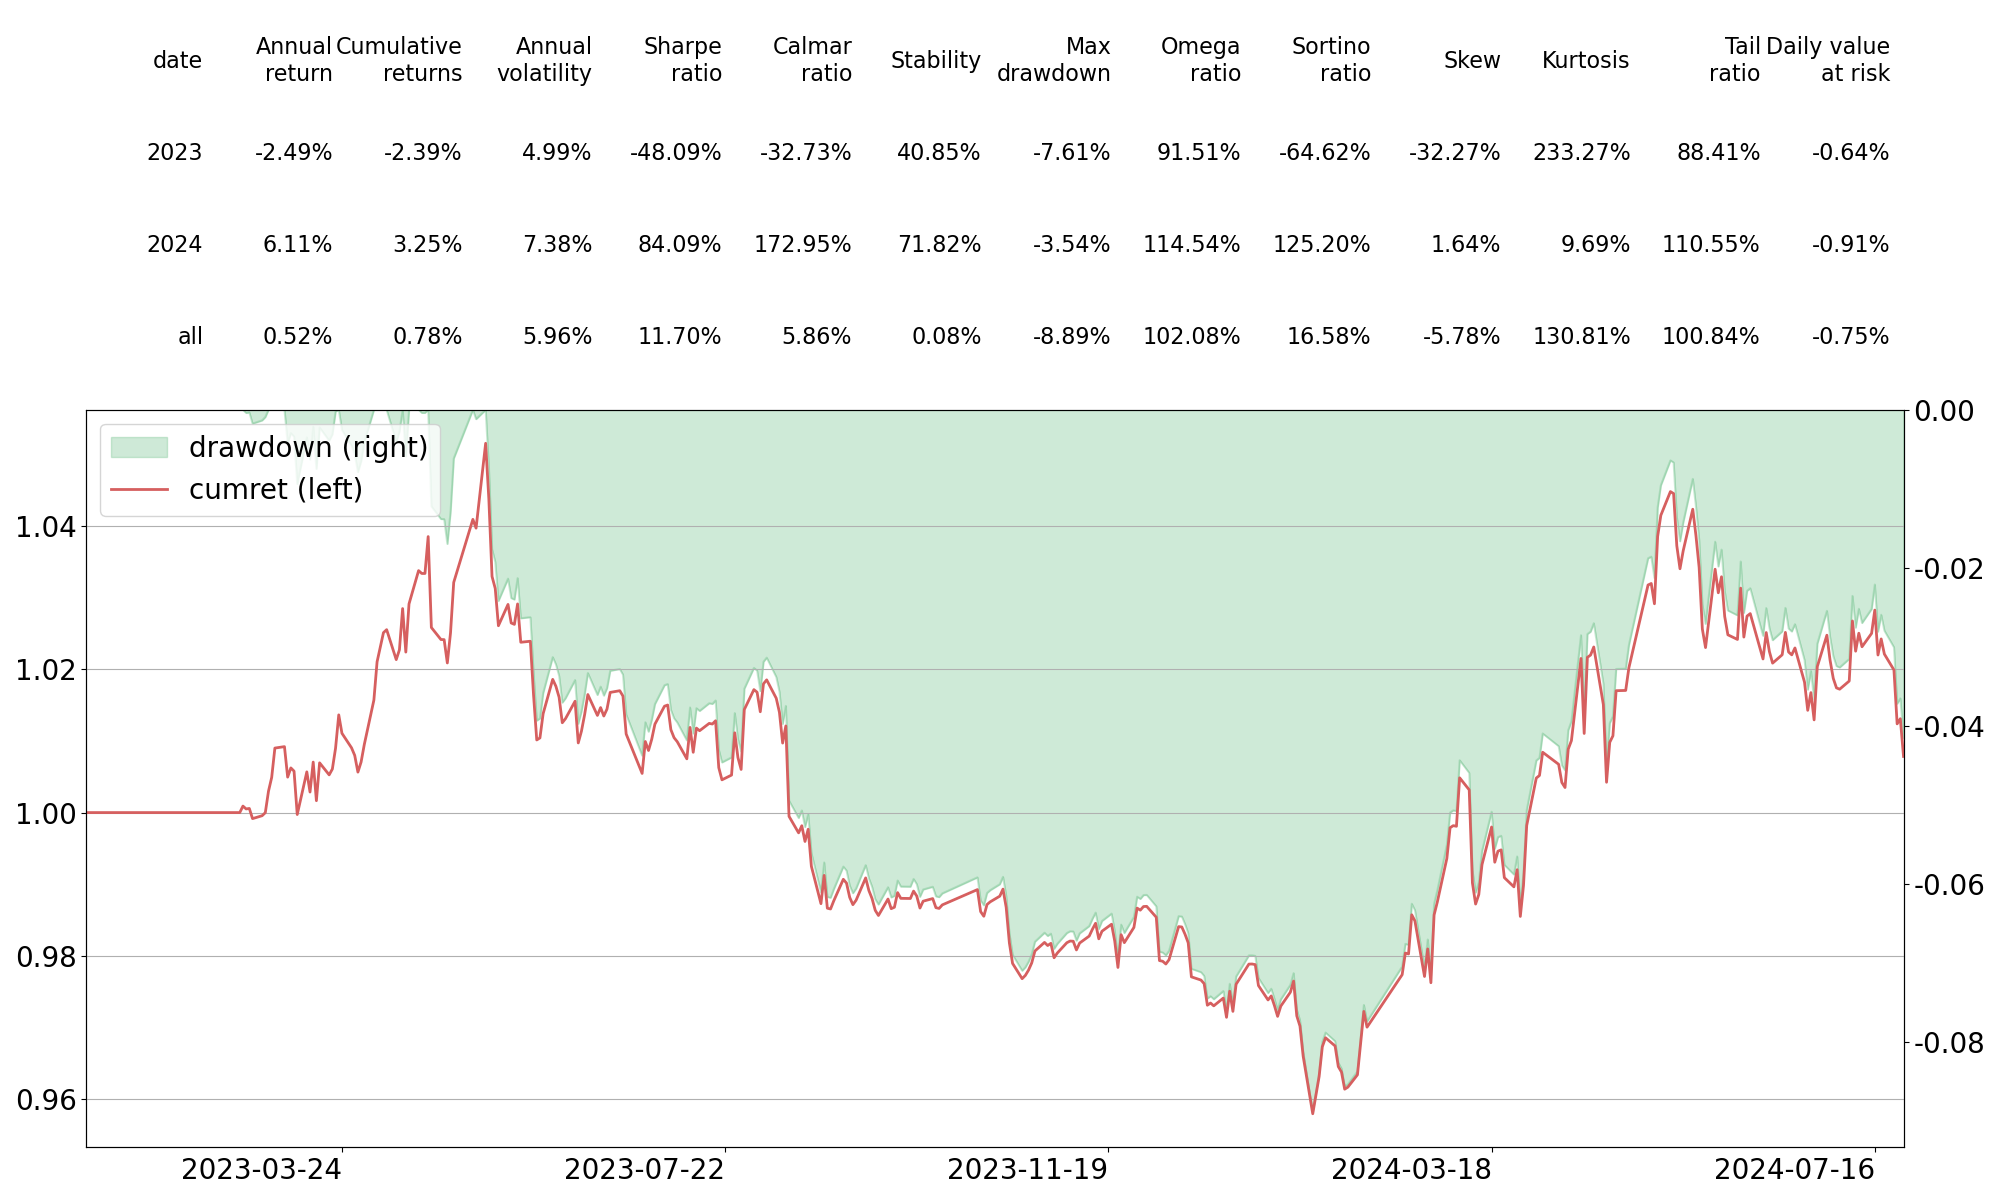 date Annual return Cumulative returns Annual volatility Sharpe ratio Calmar ratio Stability Max drawdown Omega ratio Sortino ratio Skew Kurtosis Tail ratio Daily value at risk
2023 -2.49% -2.39% 4.99% -48.09% -32.73% 40.85% -7.61% 91.51% -64.62% -32.27% 233.27% 88.41% -0.64%
2024 6.11% 3.25% 7.38% 84.09% 172.95% 71.82% -3.54% 114.54% 125.20% 1.64% 9.69% 110.55% -0.91%
all 0.52% 0.78% 5.96% 11.70% 5.86% 0.08% -8.89% 102.08% 16.58% -5.78% 130.81% 100.84% -0.75%
drawdown (right)
cumret (left)
1.04
1.02
1.00
0.98
0.96
0.00
-0.02
-0.04
-0.06
-0.08
2023-03-24 2023-07-22 2023-11-19 2024-03-18 2024-07-16